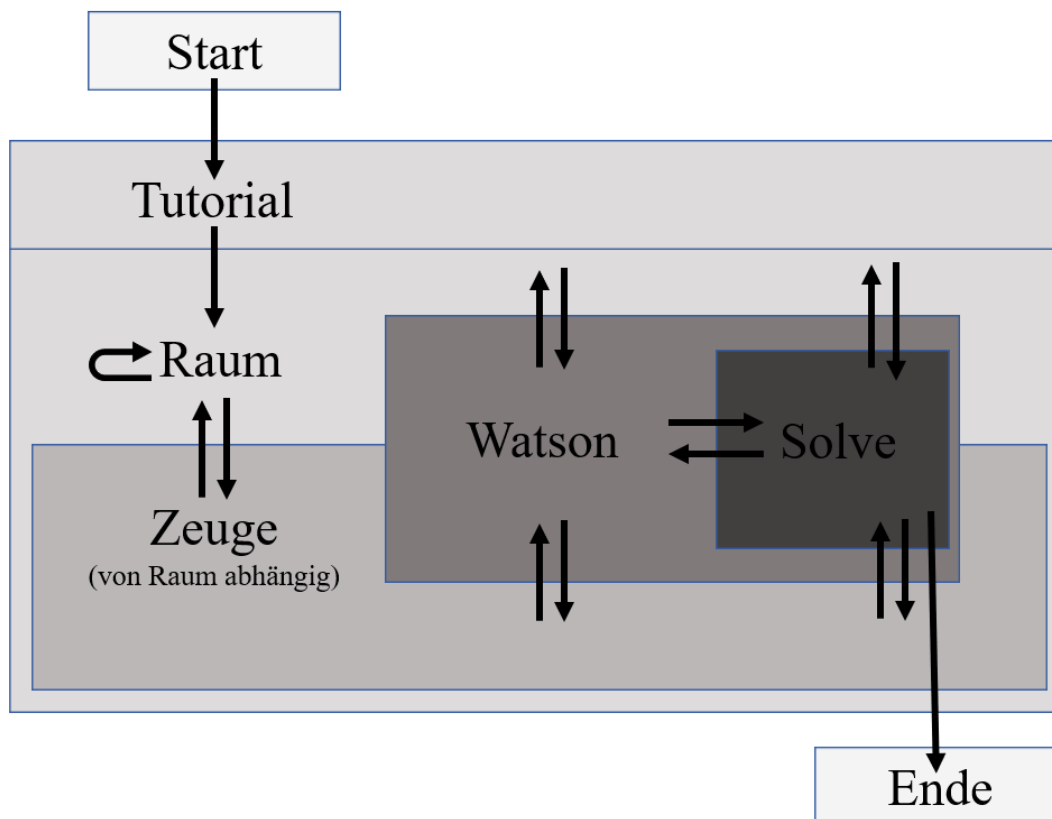 Start
Tutorial
Raum
Watson
Solve
Zeuge
(von Raum abhängig)
Ende